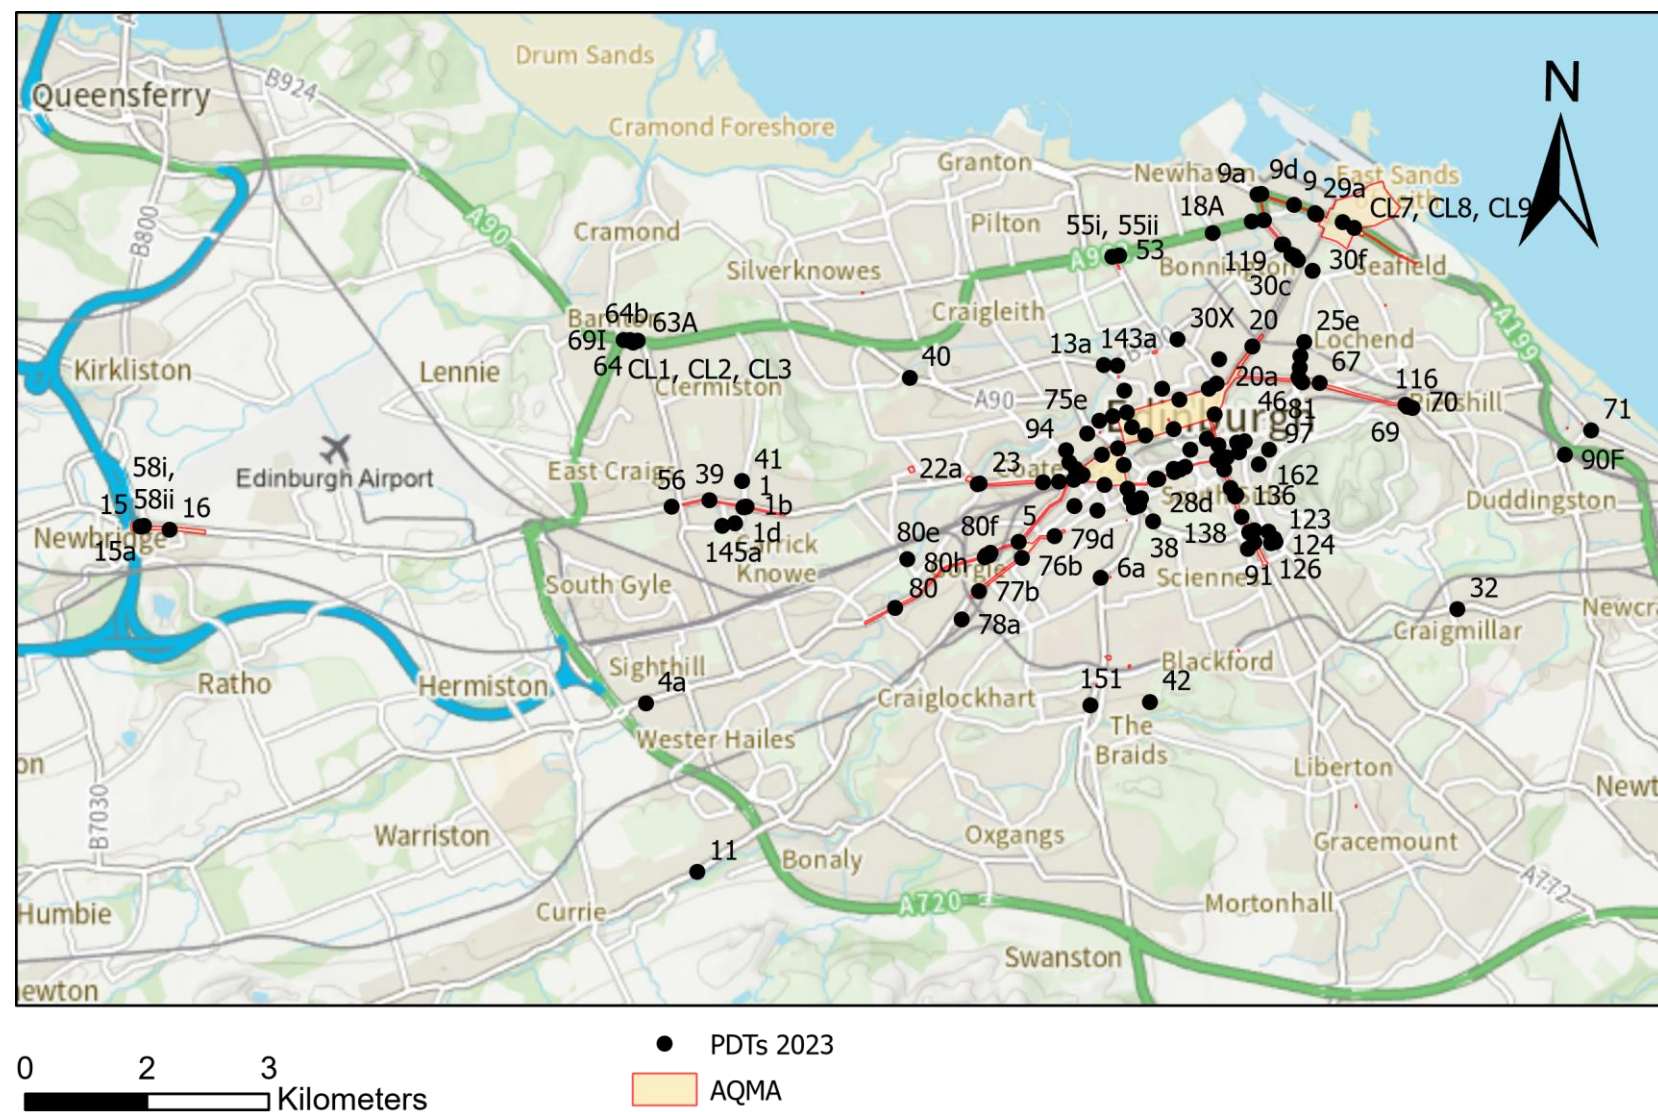 Drum Sands
B924
Queensferry
N
Cramond Foreshore
Granton
Newhaven
East Sands
9a
9d
9
29a
CL7, CL8, CL9
18A
A90
B800
Cramond
Pilton
55i, 55ii
53
Silverknowes
119
Bonnington
30f
Seafield
30c
64b
63A
69I
64
CL1, CL2, CL3
Craigleith
30X
20
25e
Lochend
A199
13a
143a
67
Kirkliston
Lennie
Clermiston
40
A90
20a
116
70
75e
Edinburgh
46
81
69
71
94
97
90F
Edinburgh Airport
East Craigs
41
22a
23
162
58i,
58ii
56
39
1
1b
136
Duddingston
15
16
28d
Newbridge
15a
1d
145a
80e
80f
5
79d
38
138
123
124
Carrick
Knowe
80h
76b
6a
126
91
South Gyle
80
77b
32
78a
Craigmillar
Sighthill
Blackford
Ratho
Hermiston
4a
Craiglockhart
151
42
The
Braids
Wester Hailes
Liberton
B7030
Warriston
Oxgangs
Gracemount
11
Bonaly
A772
Humbie
Currie
A720
Mortonhall
Swanston
0
2
3
Kilometers
PDTs 2023
AQMA